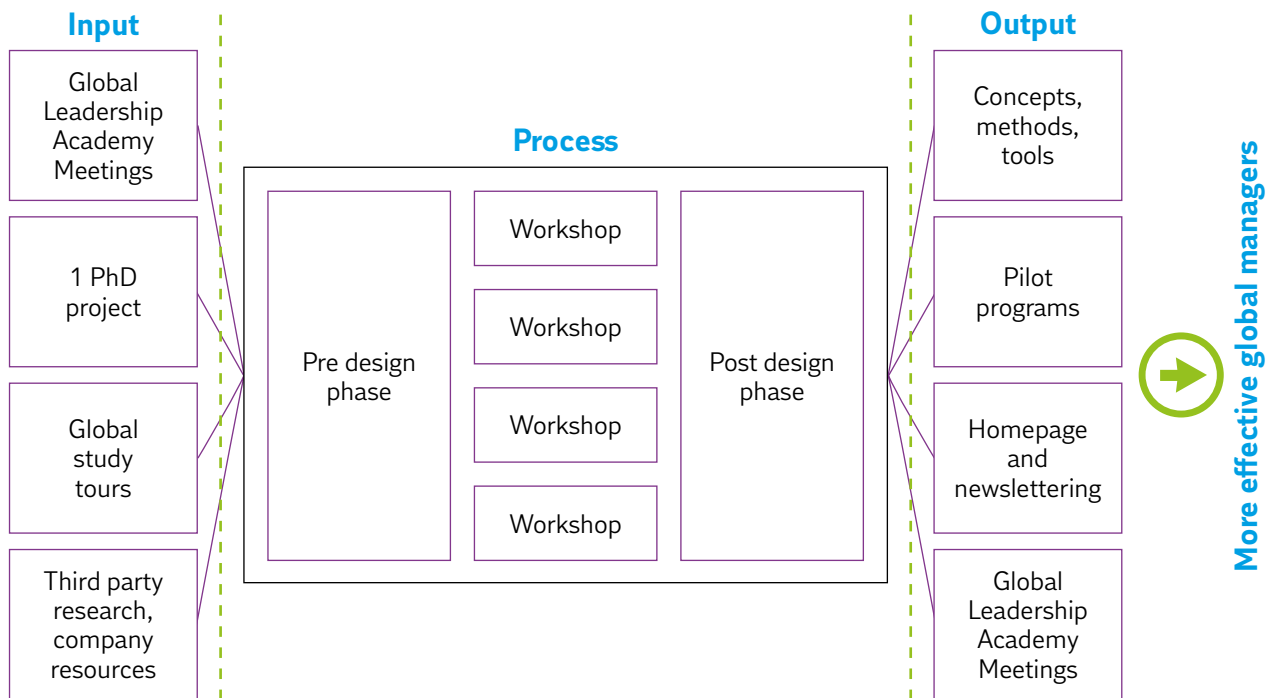 Input
Global
Leadership
Academy
Meetings
1 PhD
project
Global
study
tours
Third party
research,
company
resources
Process
Pre design
phase
Workshop
Workshop
Workshop
Workshop
Post design
phase
Output
Concepts,
methods,
tools
Pilot
programs
Homepage
and
newslettering
Global
Leadership
Academy
Meetings
More effective global managers